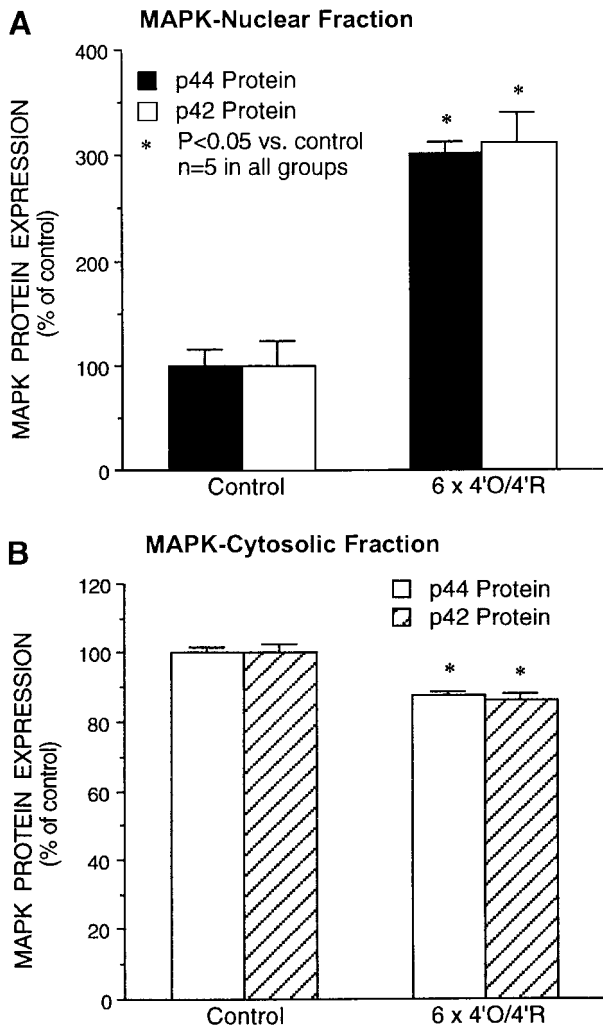 A
MAPK-Nuclear Fraction
MAPK PROTEIN EXPRESSION
(% of control)
400
300
200
100
0
p44 Protein
p42 Protein
* P<0.05 vs. control
n=5 in all groups
* *
Control 6 x 4'O/4'R
B
MAPK-Cytosolic Fraction
MAPK PROTEIN EXPRESSION
(% of control)
120
100
80
60
40
20
0
p44 Protein
p42 Protein
* *
Control 6 x 4'O/4'R